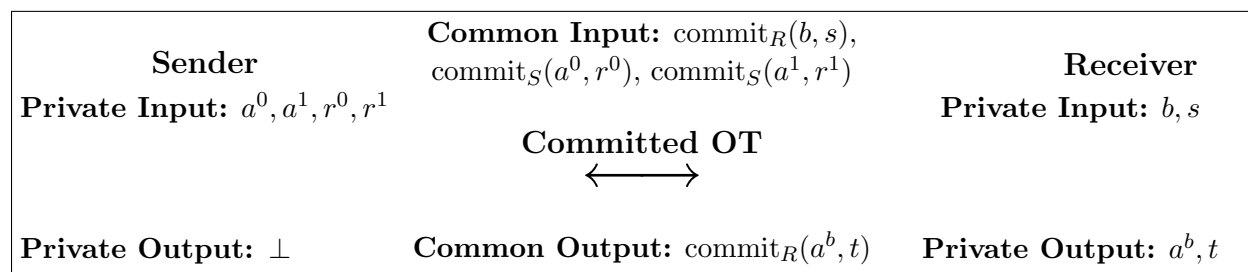 Common Input: commit_R(b, s),
Sender
commit_S(a^0, r^0), commit_S(a^1, r^1)
Receiver
Private Input: a^0, a^1, r^0, r^1
Private Input: b, s
Committed OT
⟷
Private Output: ⊥
Common Output: commit_R(a^b, t)
Private Output: a^b, t